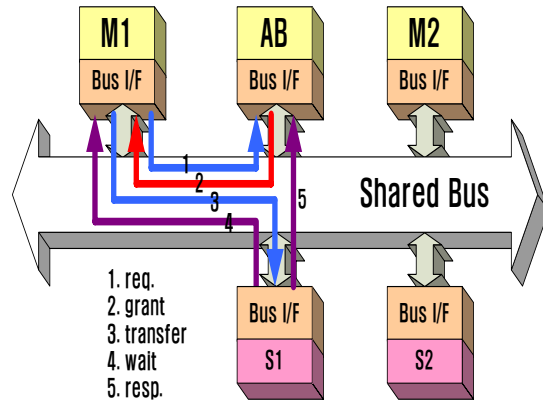 M1
AB
M2
Bus I/F
Bus I/F
Bus I/F
1
2
3
4
5
Shared Bus
1. req.
2. grant
3. transfer
4. wait
5. resp.
Bus I/F
Bus I/F
S1
S2